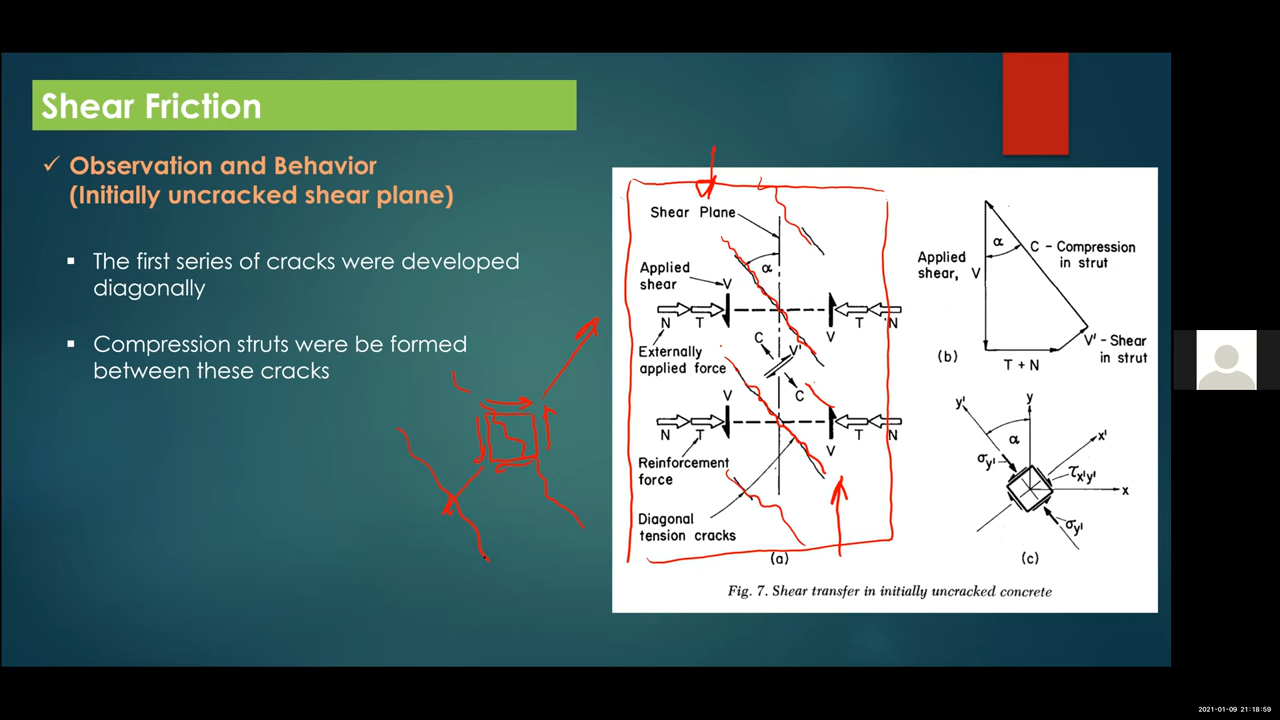 Shear Friction
✓ Observation and Behavior
(Initially uncracked shear plane)
▪ The first series of cracks were developed
diagonally
▪ Compression struts were be formed
between these cracks
Shear Plane
α
Applied
shear
V
N T
V
T N
Externally
applied force
C
V'
C
V
N T
V
T N
Reinforcement
force
Diagonal
tension cracks
(a)
Applied
shear, V
α
C - Compression
in strut
V' - Shear
in strut
T + N
(b)
y'
y
α
x'
σy'
τx'y'
x
σy'
(c)
Fig. 7. Shear transfer in initially uncracked concrete
2021-01-09 21:18:59